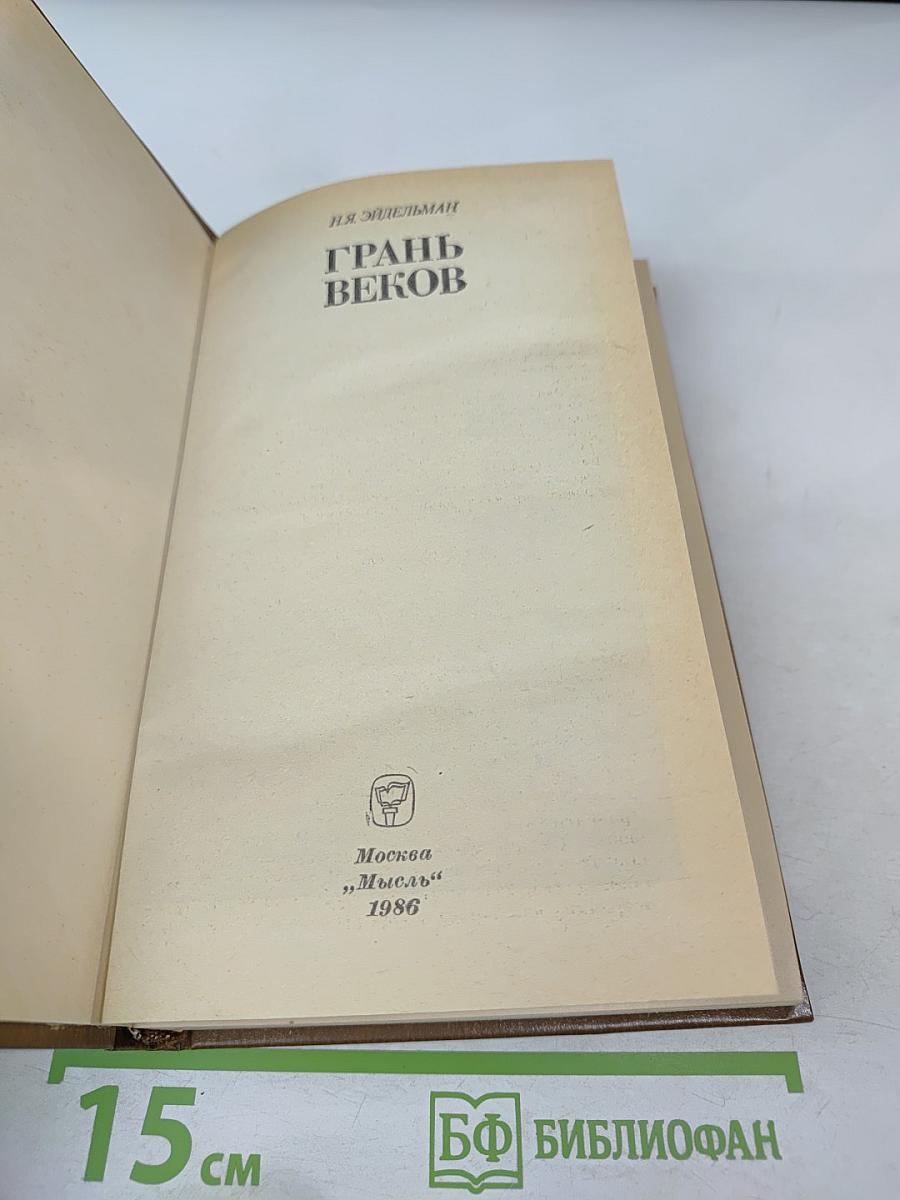 Н.Я. ЭЙДЕЛЬМАН
ГРАНЬ
ВЕКОВ
Москва
„Мысль“
1986
15 см
БФ БИБЛИОФАН